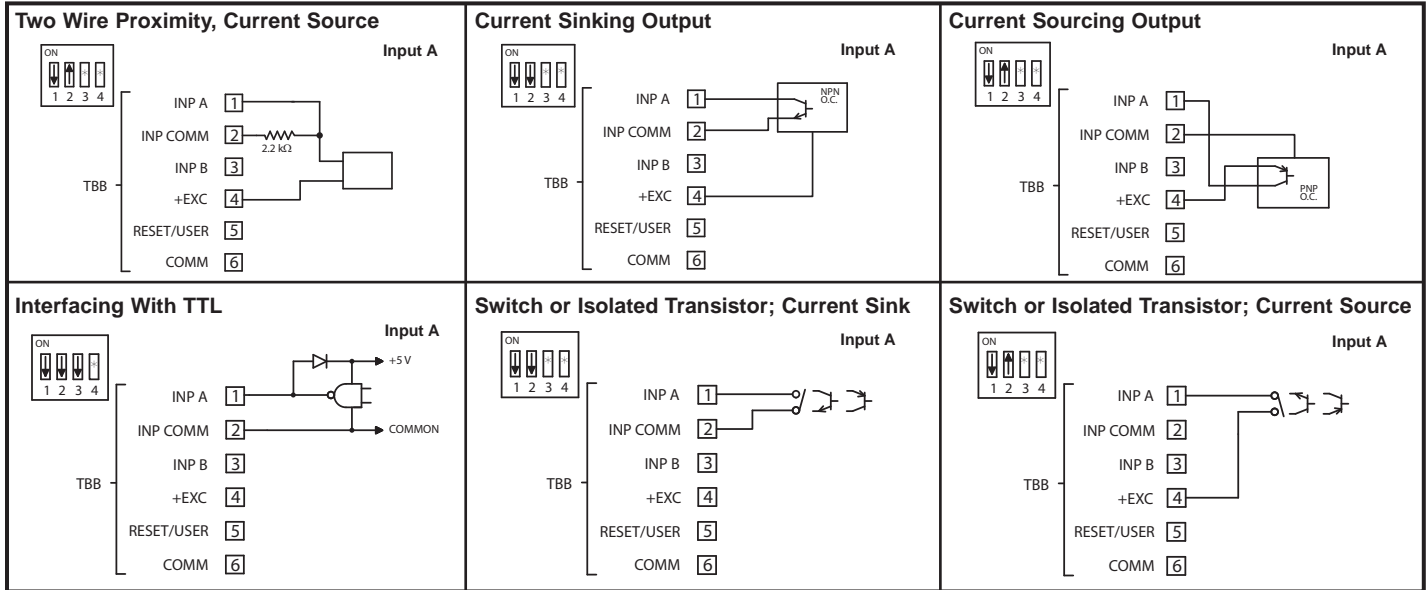 Two Wire Proximity, Current Source
Input A
ON
* *
1 2 3 4
INP A 1
INP COMM 2
2.2 kΩ
INP B 3
TBB
+EXC 4
RESET/USER 5
COMM 6
Current Sinking Output
Input A
ON
* *
1 2 3 4
NPN
O.C.
INP A 1
INP COMM 2
INP B 3
TBB
+EXC 4
RESET/USER 5
COMM 6
Current Sourcing Output
Input A
ON
* *
1 2 3 4
INP A 1
INP COMM 2
INP B 3
TBB
+EXC 4
PNP
O.C.
RESET/USER 5
COMM 6
Interfacing With TTL
Input A
ON
*
1 2 3 4
+5 V
INP A 1
INP COMM 2
COMMON
INP B 3
TBB
+EXC 4
RESET/USER 5
COMM 6
Switch or Isolated Transistor; Current Sink
Input A
ON
* *
1 2 3 4
INP A 1
INP COMM 2
INP B 3
TBB
+EXC 4
RESET/USER 5
COMM 6
Switch or Isolated Transistor; Current Source
Input A
ON
* *
1 2 3 4
INP A 1
INP COMM 2
INP B 3
TBB
+EXC 4
RESET/USER 5
COMM 6